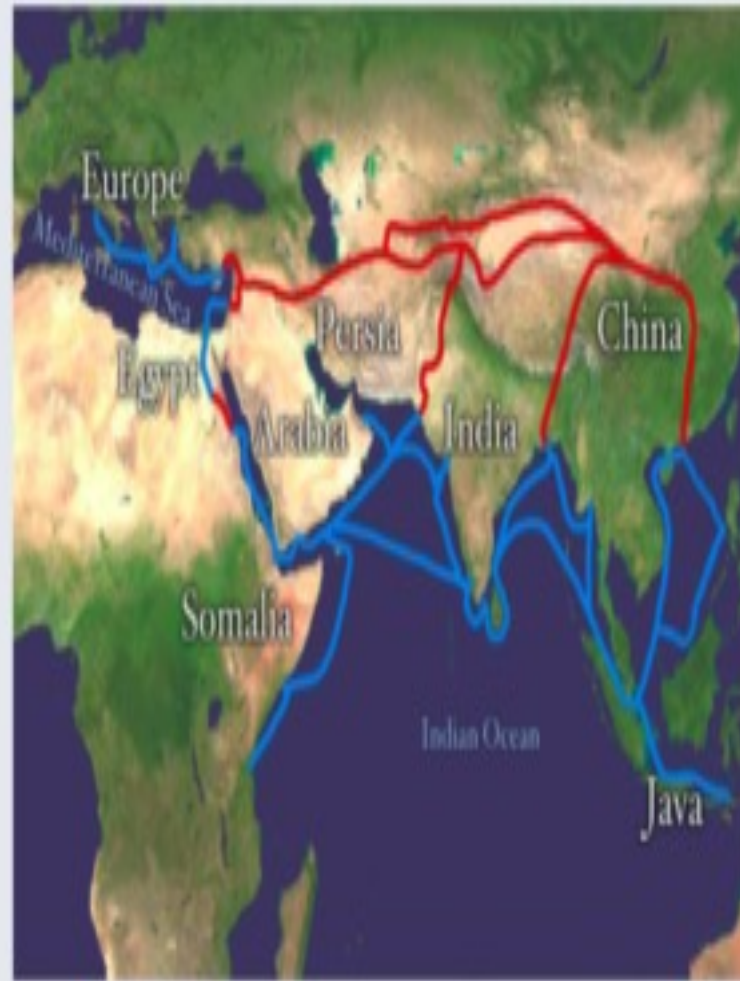 Europe
Mediterranean Sea
Persia
China
Egypt
Arabia
India
Somalia
Indian Ocean
Java